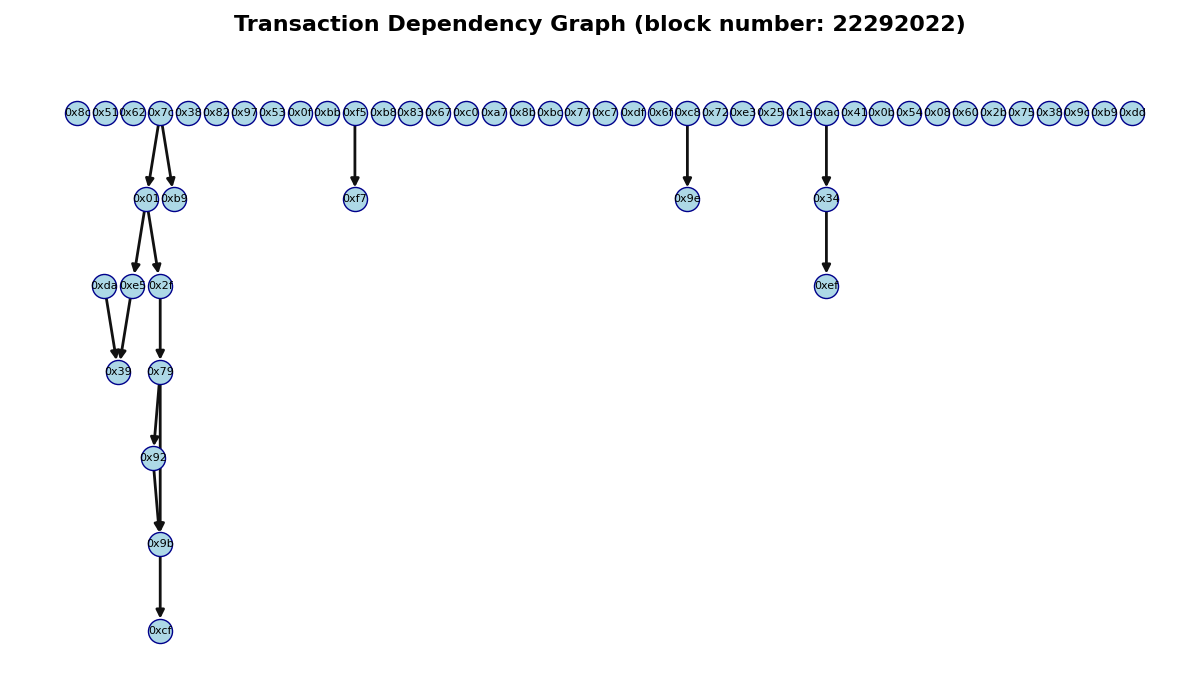 Transaction Dependency Graph (block number: 22292022)
0x8c 0x51 0x62 0x7c 0x38 0x82 0x97 0x53 0x0f 0xbb 0xf5 0xb8 0x83 0x67 0xc0 0xa7 0x8b 0xbc 0x77 0xc7 0xdf 0x6f 0xc8 0x72 0xe3 0x25 0x1e 0xac 0x41 0x0b 0x54 0x08 0x60 0x2b 0x75 0x38 0x9c 0xb9 0xdd
0x01 0xb9 0xf7 0x9e 0x34
0xda 0xe5 0x2f 0xef
0x39 0x79
0x92
0x9b
0xcf